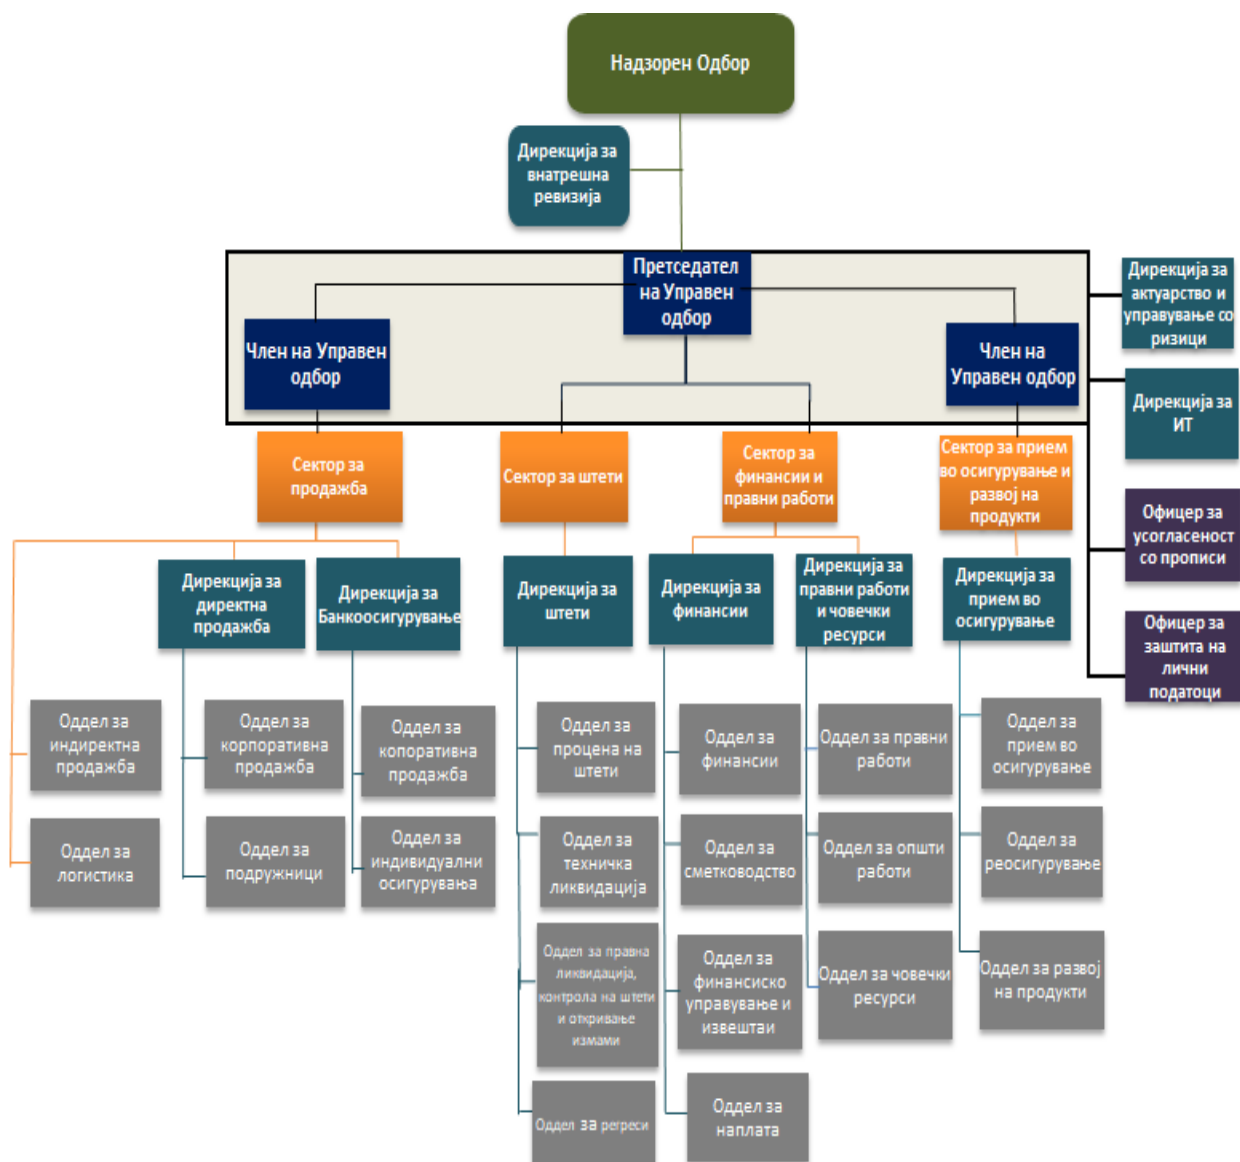 Надзорен Одбор
Дирекција за
внатрешна
ревизија
Претседател
на Управен
одбор
Член на Управен
одбор
Член на
Управен одбор
Дирекција за
актуарство и
управување со
ризици
Дирекција за
ИТ
Офицер за
усогласеност
со прописи
Офицер за
заштита на
лични
податоци
Сектор за
продажба
Сектор за штети
Сектор за
финансии и
правни работи
Сектор за прием
во осигурување и
развој на
продукти
Дирекција за
директна
продажба
Дирекција за
Банкоосигурување
Дирекција за
штети
Дирекција за
финансии
Дирекција за
правни работи
и човечки
ресурси
Дирекција за
прием во
осигурување
Оддел за
индиректна
продажба
Оддел за
корпоративна
продажба
Оддел за
копоративна
продажба
Оддел за
процена на
штети
Оддел за
финансии
Оддел за правни
работи
Оддел за
прием во
осигурување
Оддел за
логистика
Оддел за
подружници
Оддел за
индивидуални
осигурувања
Оддел за
техничка
ликвидација
Оддел за
сметководство
Оддел за општи
работи
Оддел за
реосигурување
Оддел за правна
ликвидација,
контрола на штети
и откривање
измами
Оддел за
финансиско
управување и
извештаи
Оддел за човечки
ресурси
Оддел за развој
на продукти
Оддел за регреси
Оддел за
наплата